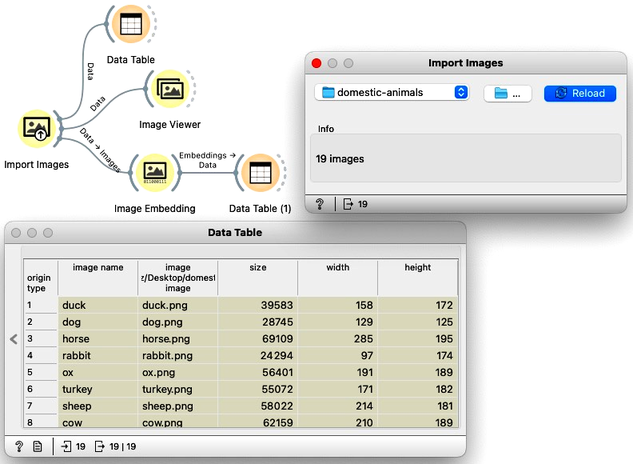 Data Table
Data
Data
Image Viewer
Import Images
Data → Images
Embeddings →
Data
011000111
Image Embedding
Data Table (1)
Import Images
domestic-animals
...
Reload
Info
19 images
? 19
Data Table
origin
type
image name
image
z/Desktop/domest
image
size
width
height
1 duck duck.png 39583 158 172
2 dog dog.png 28745 129 125
3 horse horse.png 69109 285 195
4 rabbit rabbit.png 24294 97 174
5 ox ox.png 56401 191 189
6 turkey turkey.png 55072 171 182
7 sheep sheep.png 58022 214 181
8 cow cow.png 62159 210 189
? 19 19 | 19